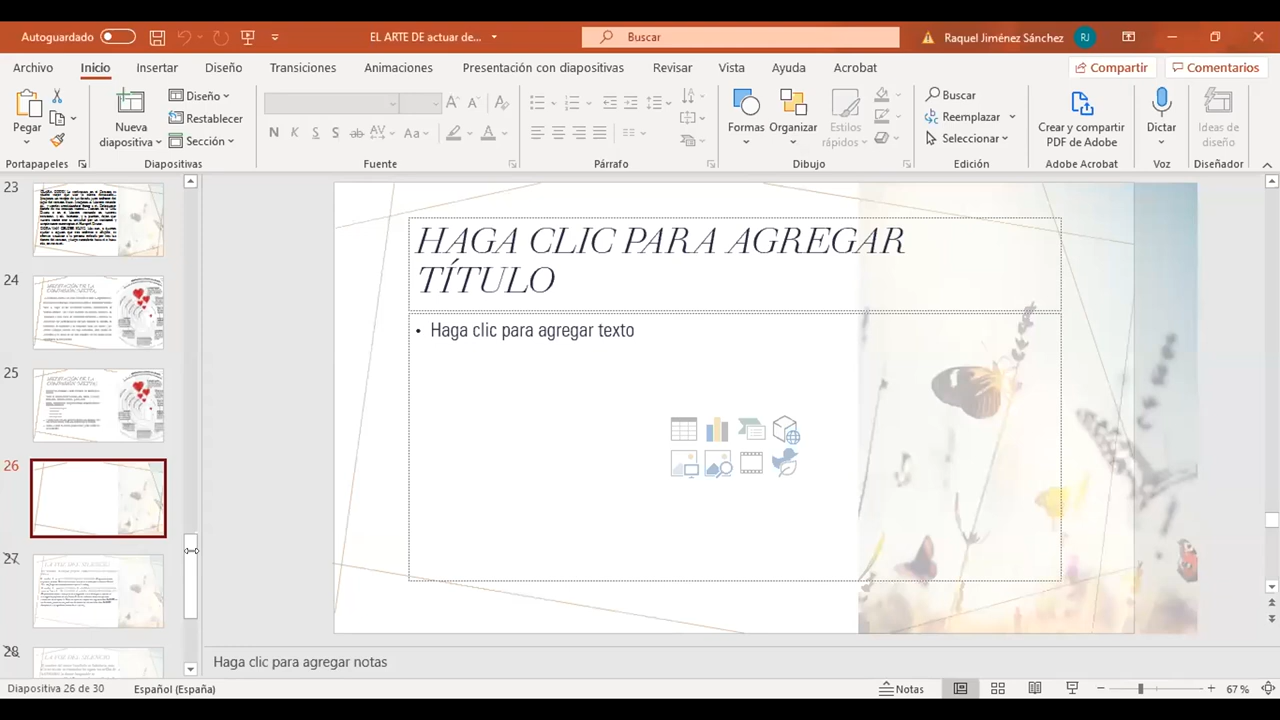 Autoguardado
EL ARTE DE actuar de...
Buscar
Raquel Jiménez Sánchez
RJ
Archivo Inicio Insertar Diseño Transiciones Animaciones Presentación con diapositivas Revisar Vista Ayuda Acrobat
Compartir
Comentarios
Pegar
Nueva diapositiva
Diseño
Restablecer
Sección
N K S S ab AV Aa A
Formas
Organizar
Estilos rápidos
Buscar
Reemplazar
Seleccionar
Crear y compartir PDF de Adobe
Dictar
Ideas de diseño
Portapapeles Diapositivas Fuente Párrafo Dibujo Edición Adobe Acrobat Voz Diseñador
23
24
25
26
27
28
HAGA CLIC PARA AGREGAR
TÍTULO
• Haga clic para agregar texto
Haga clic para agregar notas
Diapositiva 26 de 30
Español (España)
Notas
67 %